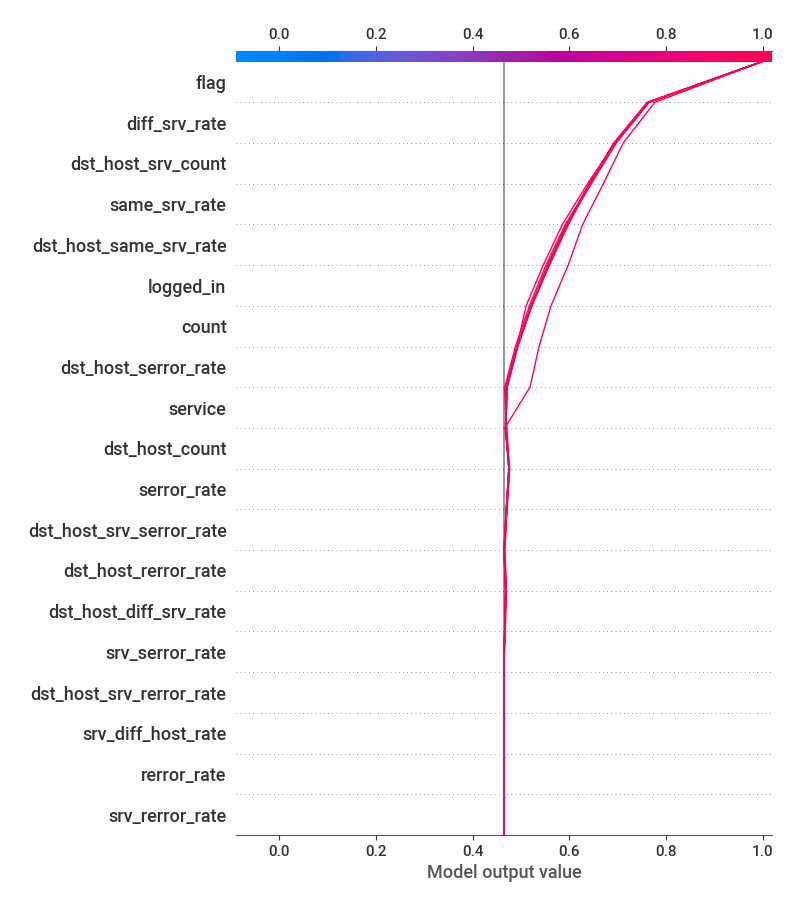 0.0 0.2 0.4 0.6 0.8 1.0
flag
diff_srv_rate
dst_host_srv_count
same_srv_rate
dst_host_same_srv_rate
logged_in
count
dst_host_serror_rate
service
dst_host_count
serror_rate
dst_host_srv_serror_rate
dst_host_rerror_rate
dst_host_diff_srv_rate
srv_serror_rate
dst_host_srv_rerror_rate
srv_diff_host_rate
rerror_rate
srv_rerror_rate
0.0 0.2 0.4 0.6 0.8 1.0
Model output value